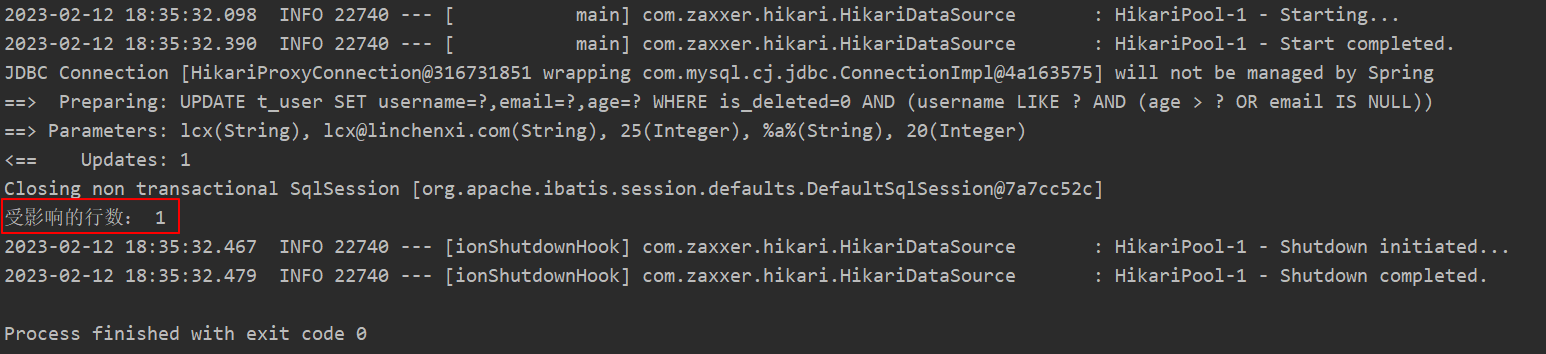 2023-02-12 18:35:32.098  INFO 22740 --- [           main] com.zaxxer.hikari.HikariDataSource       : HikariPool-1 - Starting...
2023-02-12 18:35:32.390  INFO 22740 --- [           main] com.zaxxer.hikari.HikariDataSource       : HikariPool-1 - Start completed.
JDBC Connection [HikariProxyConnection@316731851 wrapping com.mysql.cj.jdbc.ConnectionImpl@4a163575] will not be managed by Spring
==>  Preparing: UPDATE t_user SET username=?,email=?,age=? WHERE is_deleted=0 AND (username LIKE ? AND (age > ? OR email IS NULL))
==> Parameters: lcx(String), lcx@linchenxi.com(String), 25(Integer), %a%(String), 20(Integer)
<==    Updates: 1
Closing non transactional SqlSession [org.apache.ibatis.session.defaults.DefaultSqlSession@7a7cc52c]
受影响的行数： 1
2023-02-12 18:35:32.467  INFO 22740 --- [ionShutdownHook] com.zaxxer.hikari.HikariDataSource       : HikariPool-1 - Shutdown initiated...
2023-02-12 18:35:32.479  INFO 22740 --- [ionShutdownHook] com.zaxxer.hikari.HikariDataSource       : HikariPool-1 - Shutdown completed.
Process finished with exit code 0